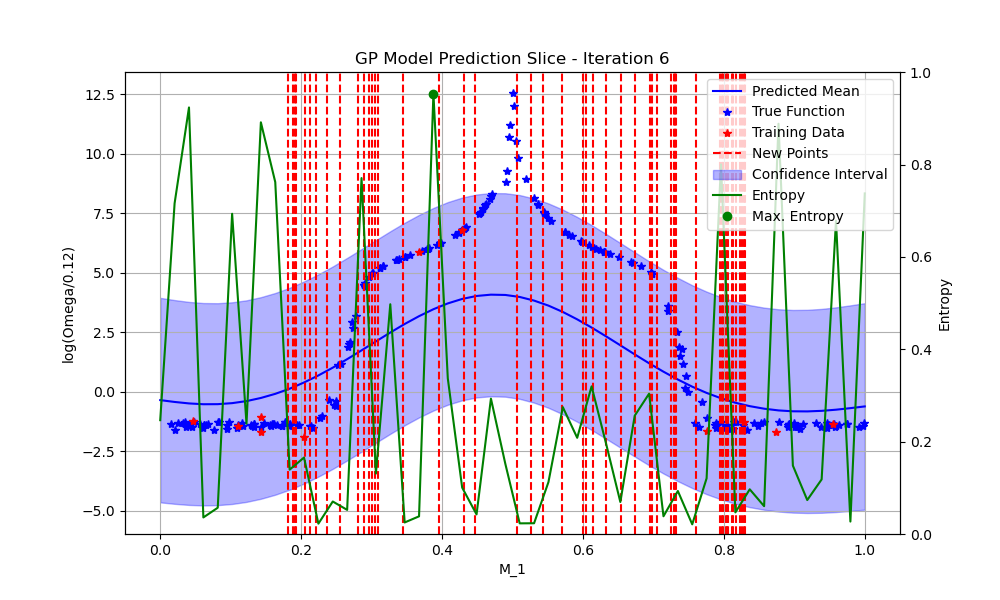 GP Model Prediction Slice - Iteration 6
12.5
10.0
7.5
5.0
2.5
0.0
−2.5
−5.0
log(Omega/0.12)
0.0 0.2 0.4 0.6 0.8 1.0
M_1
1.0
0.8
0.6
0.4
0.2
0.0
Entropy
Predicted Mean
True Function
Training Data
New Points
Confidence Interval
Entropy
Max. Entropy